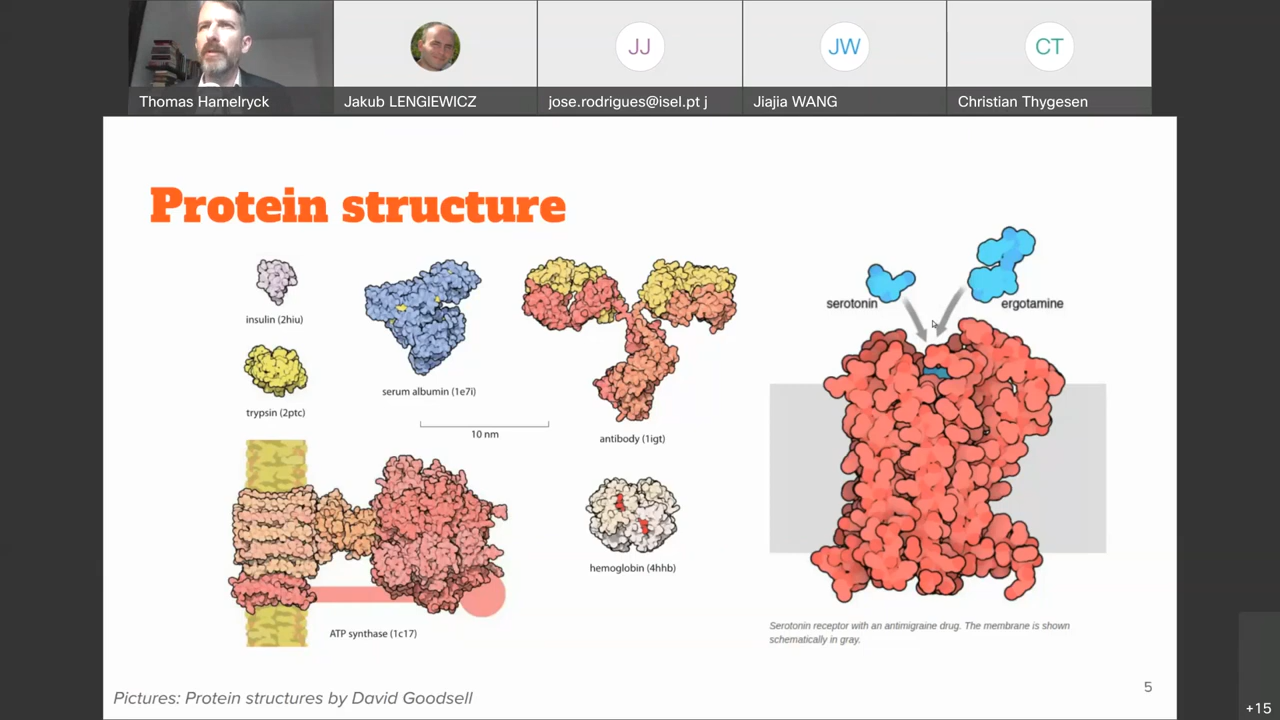 Thomas Hamelryck
Jakub LENGIEWICZ
JJ
jose.rodrigues@isel.pt j
JW
Jiajia WANG
CT
Christian Thygesen
Protein structure
insulin (2hiu)
trypsin (2ptc)
serum albumin (1e7i)
10 nm
antibody (1igt)
ATP synthase (1c17)
hemoglobin (4hhb)
serotonin
ergotamine
Serotonin receptor with an antimigraine drug. The membrane is shown
schematically in gray.
Pictures: Protein structures by David Goodsell
5
+15